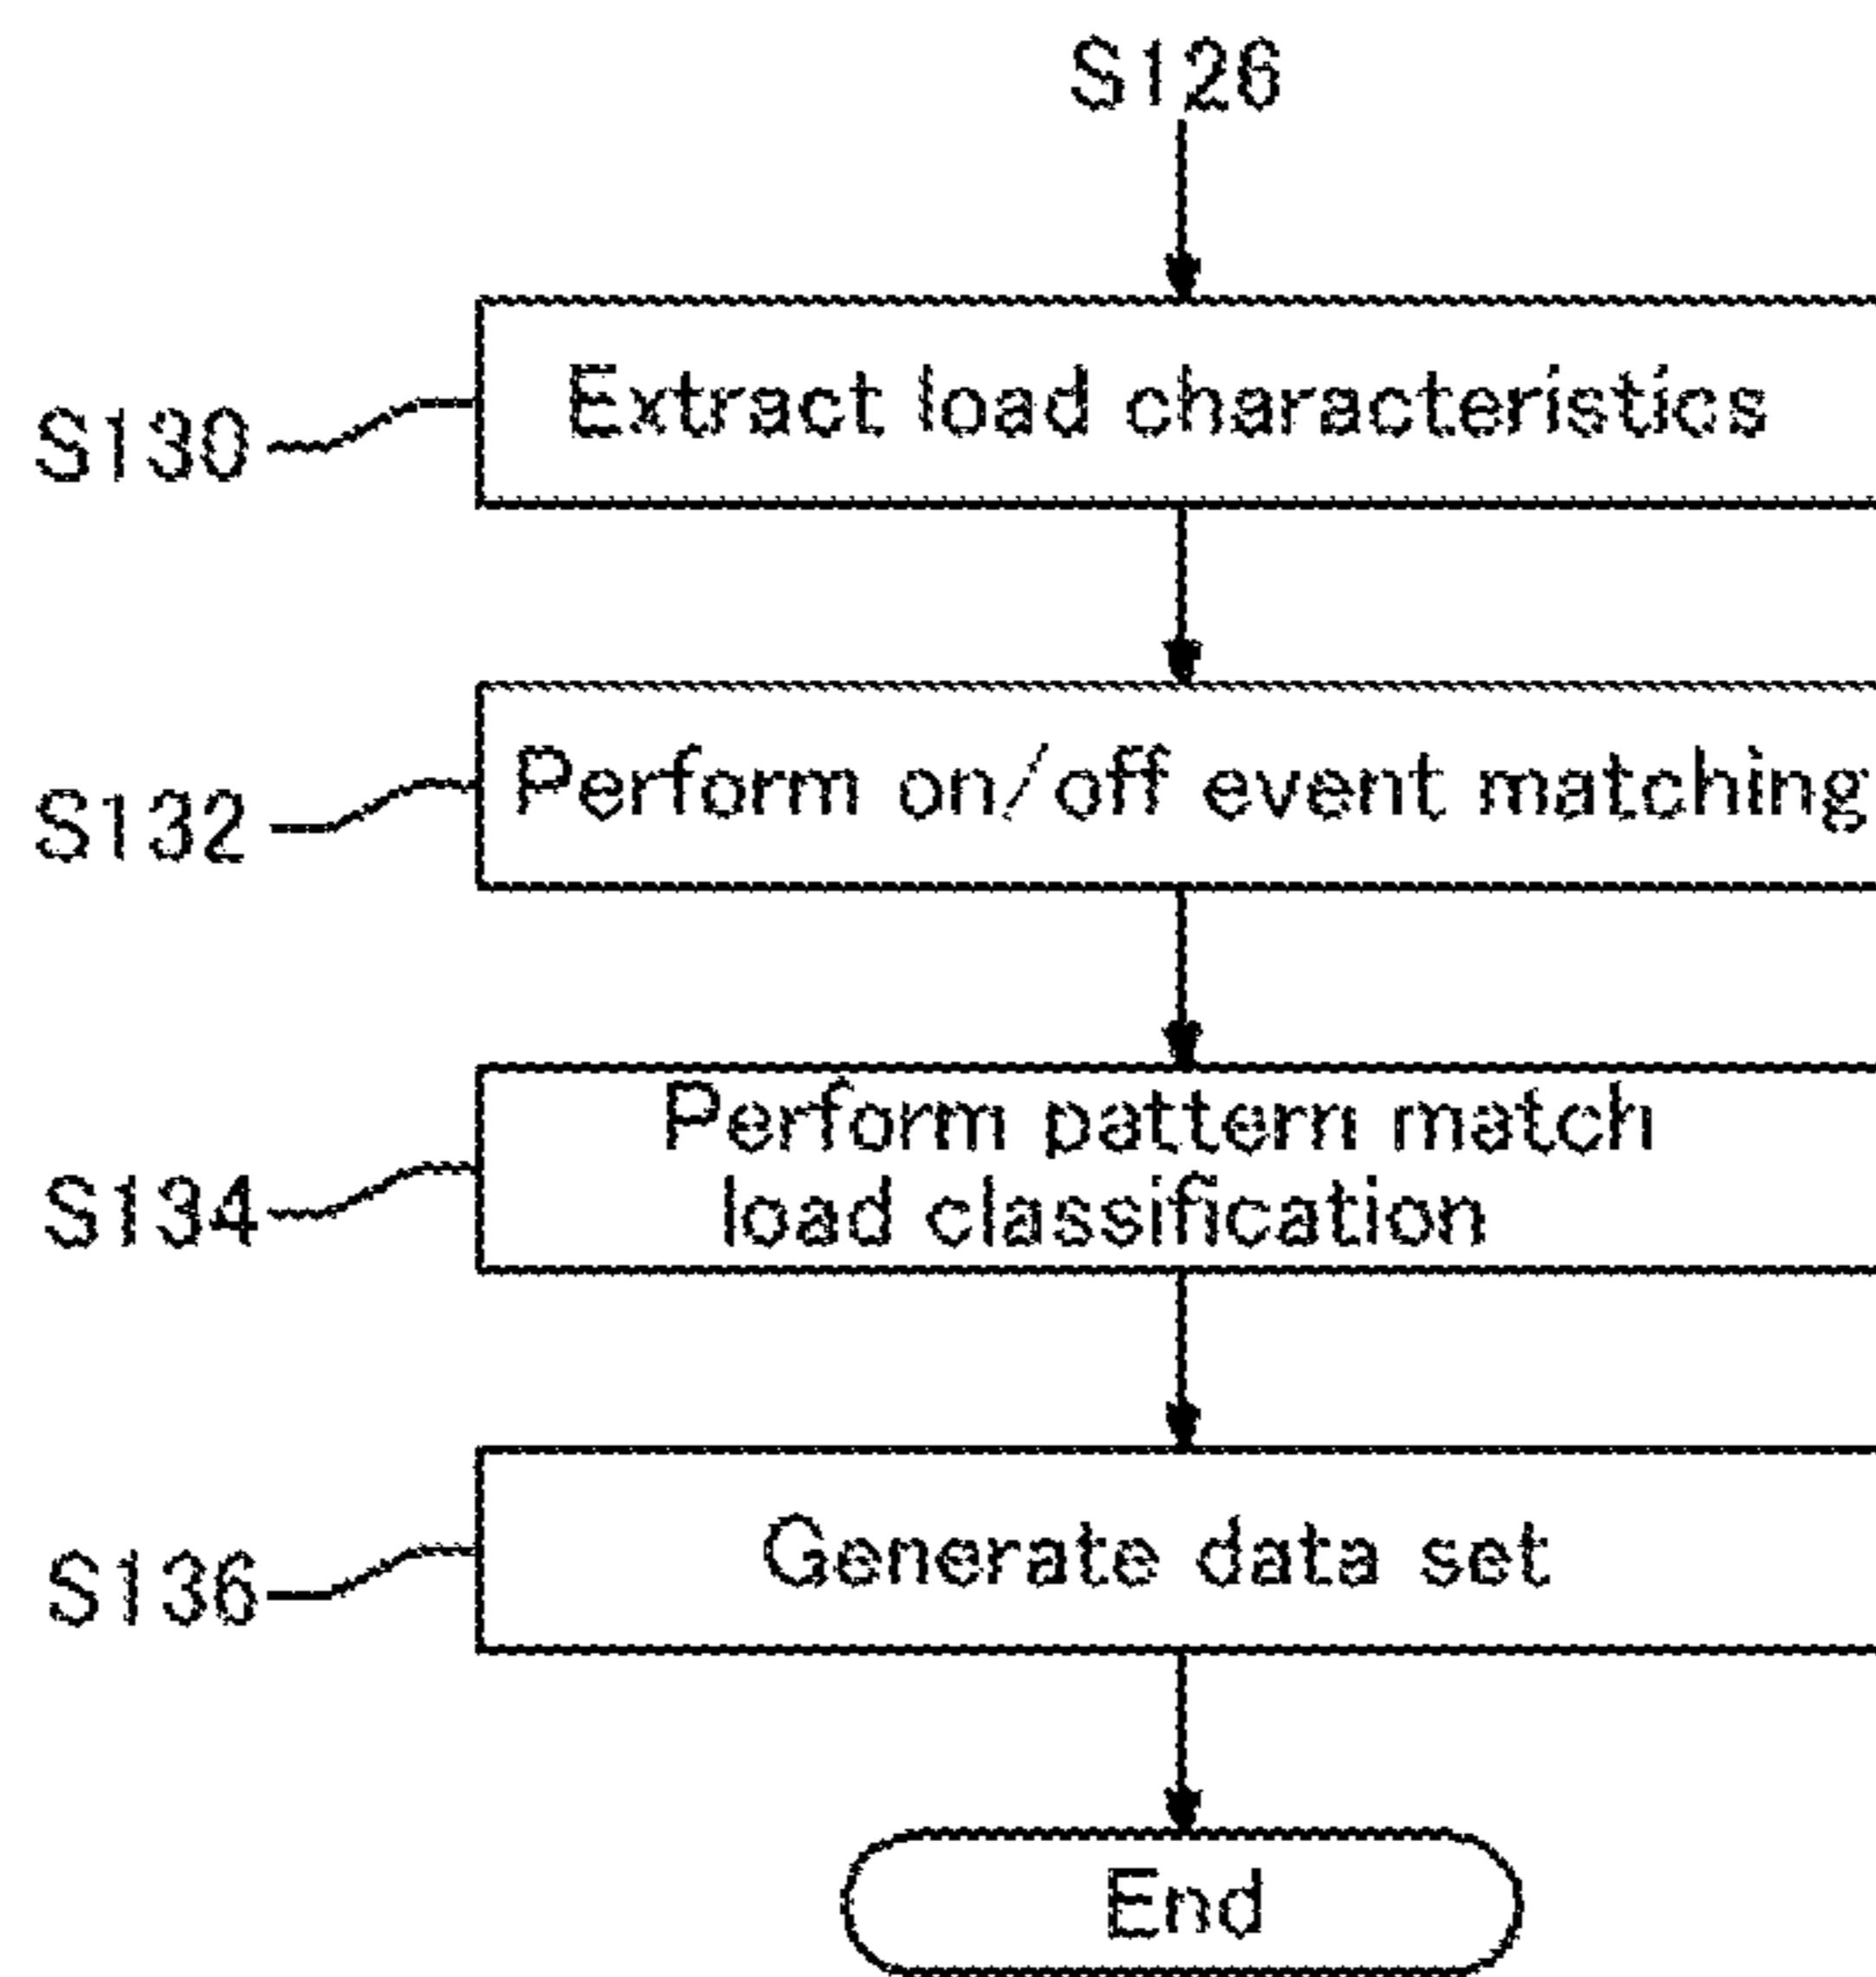 S126
S130
Extract load characteristics
S132
Perform on/off event matching
S134
Perform pattern match
load classification
S136
Generate data set
End